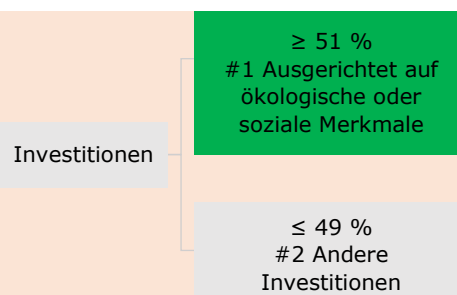 Investitionen
≥ 51 %
#1 Ausgerichtet auf
ökologische oder
soziale Merkmale
≤ 49 %
#2 Andere
Investitionen